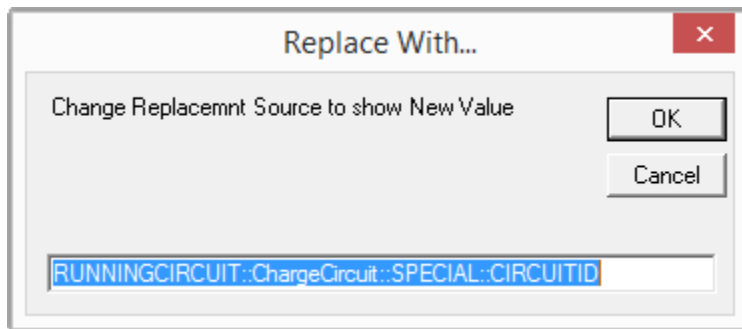 Replace With...
Change Replacemnt Source to show New Value
OK
Cancel
RUNNINGCIRCUIT::ChargeCircuit::SPECIAL::CIRCUITID